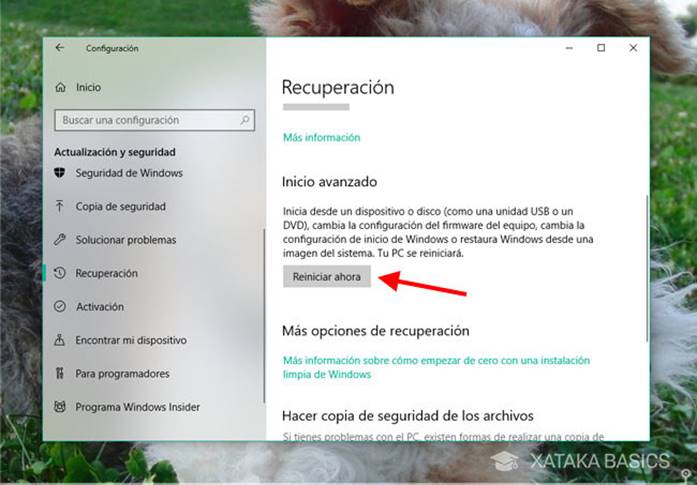 Configuración
Inicio
Buscar una configuración
Actualización y seguridad
Seguridad de Windows
Copia de seguridad
Solucionar problemas
Recuperación
Activación
Encontrar mi dispositivo
Para programadores
Programa Windows Insider
Recuperación
Más información
Inicio avanzado
Inicia desde un dispositivo o disco (como una unidad USB o un
DVD), cambia la configuración del firmware del equipo, cambia la
configuración de inicio de Windows o restaura Windows desde una
imagen del sistema. Tu PC se reiniciará.
Reiniciar ahora
Más opciones de recuperación
Más información sobre cómo empezar de cero con una instalación
limpia de Windows
Hacer copia de seguridad de los archivos
Si tienes problemas con el PC, existen formas de realizar una copia de
XATAKA BASICS